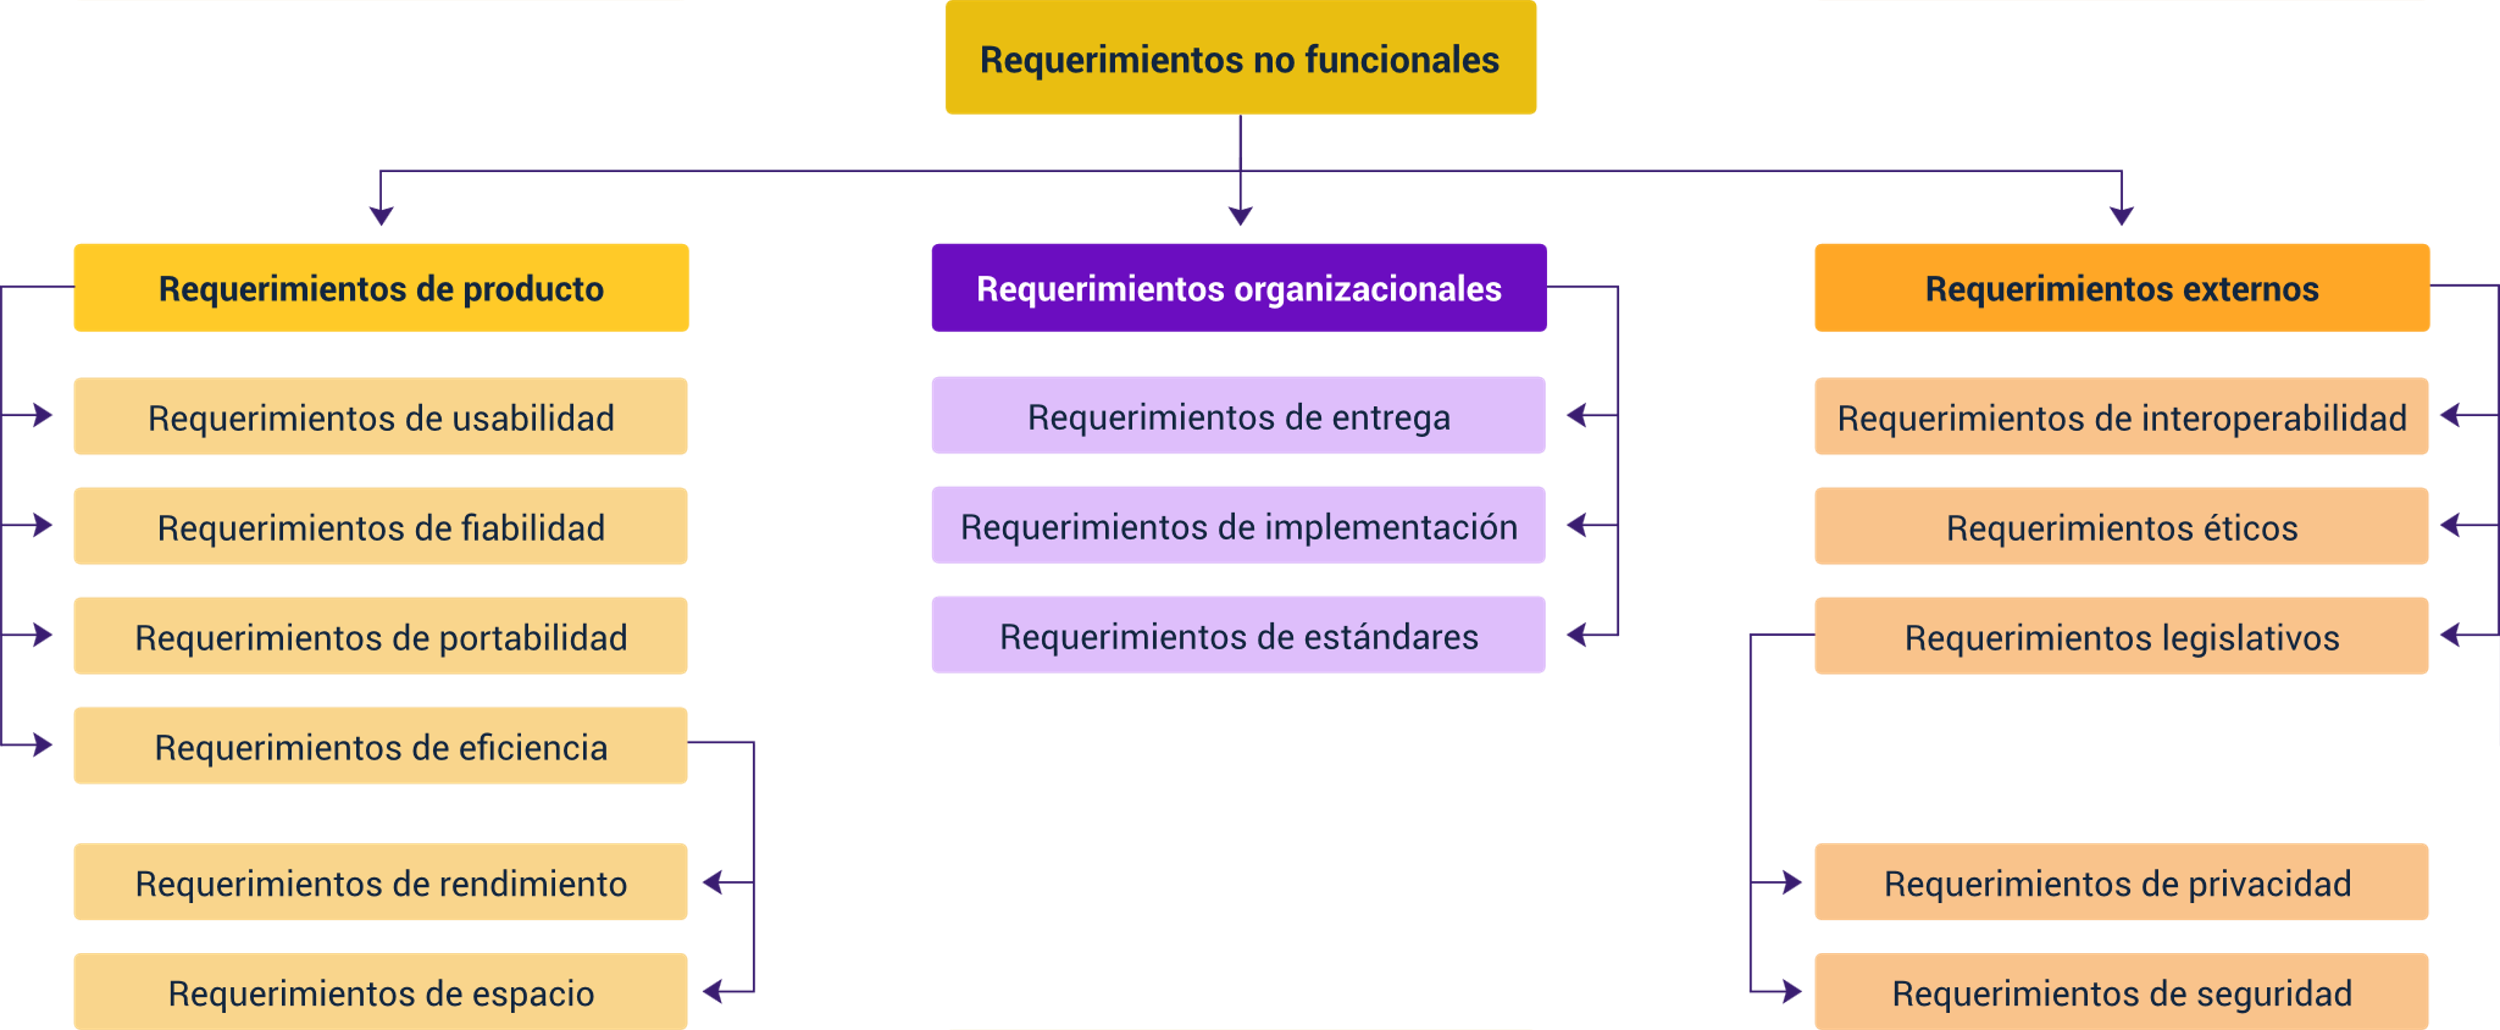 Requerimientos no funcionales
Requerimientos de producto
Requerimientos de usabilidad
Requerimientos de fiabilidad
Requerimientos de portabilidad
Requerimientos de eficiencia
Requerimientos de rendimiento
Requerimientos de espacio
Requerimientos organizacionales
Requerimientos de entrega
Requerimientos de implementación
Requerimientos de estándares
Requerimientos externos
Requerimientos de interoperabilidad
Requerimientos éticos
Requerimientos legislativos
Requerimientos de privacidad
Requerimientos de seguridad